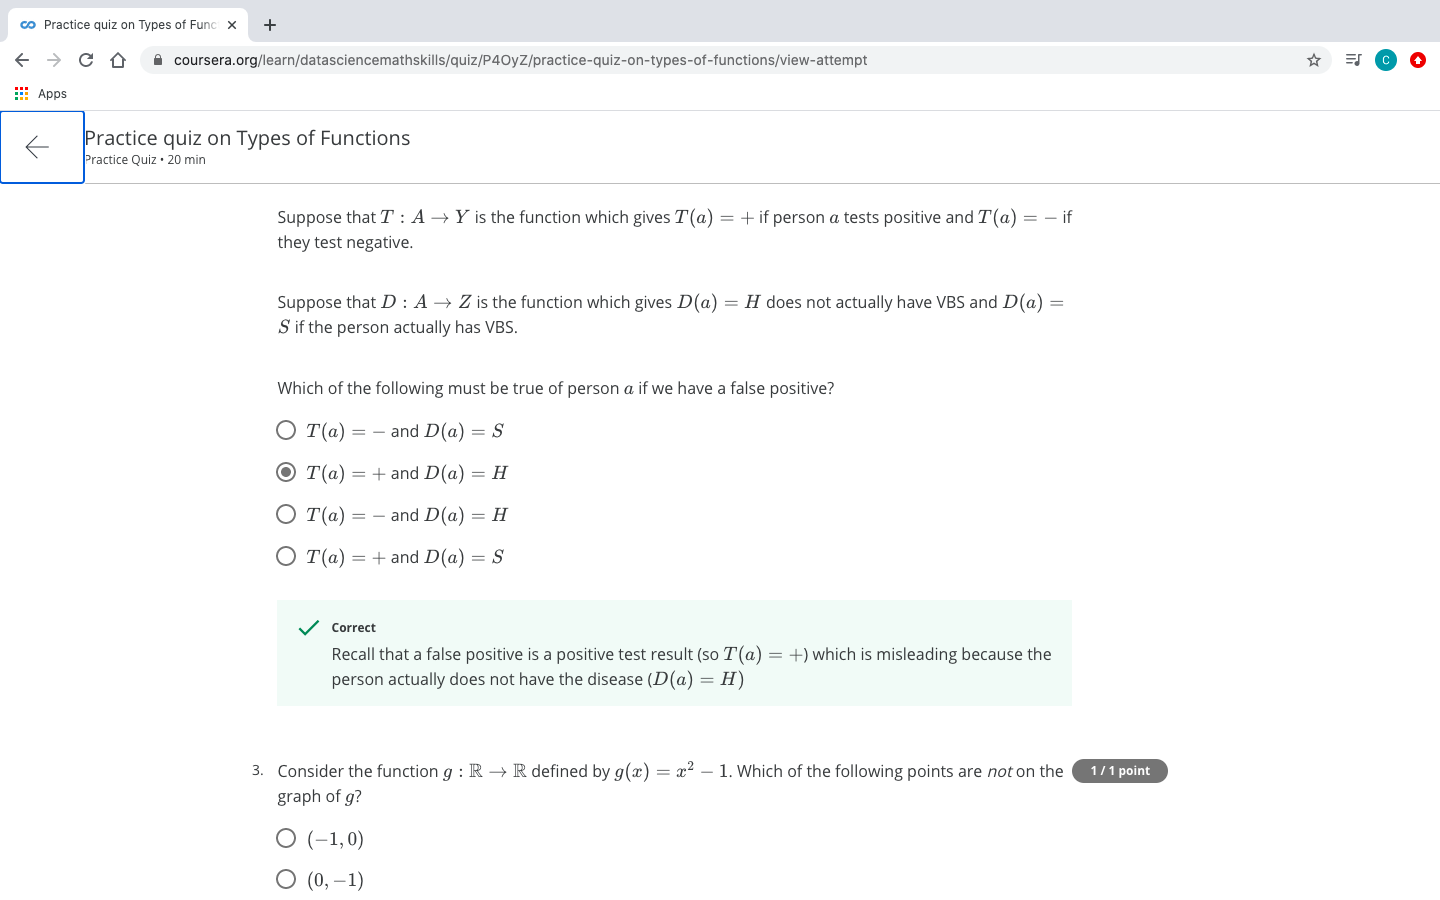 Practice quiz on Types of Func
coursera.org/learn/datasciencemathskills/quiz/P4OyZ/practice-quiz-on-types-of-functions/view-attempt
C
Apps
Practice quiz on Types of Functions
Practice Quiz • 20 min
Suppose that T : A → Y is the function which gives T(a) = + if person a tests positive and T(a) = − if
they test negative.
Suppose that D : A → Z is the function which gives D(a) = H does not actually have VBS and D(a) =
S if the person actually has VBS.
Which of the following must be true of person a if we have a false positive?
T(a) = − and D(a) = S
T(a) = + and D(a) = H
T(a) = − and D(a) = H
T(a) = + and D(a) = S
Correct
Recall that a false positive is a positive test result (so T(a) = +) which is misleading because the
person actually does not have the disease (D(a) = H)
3. Consider the function g : ℝ → ℝ defined by g(x) = x² − 1. Which of the following points are not on the 1 / 1 point
graph of g?
(−1, 0)
(0, −1)